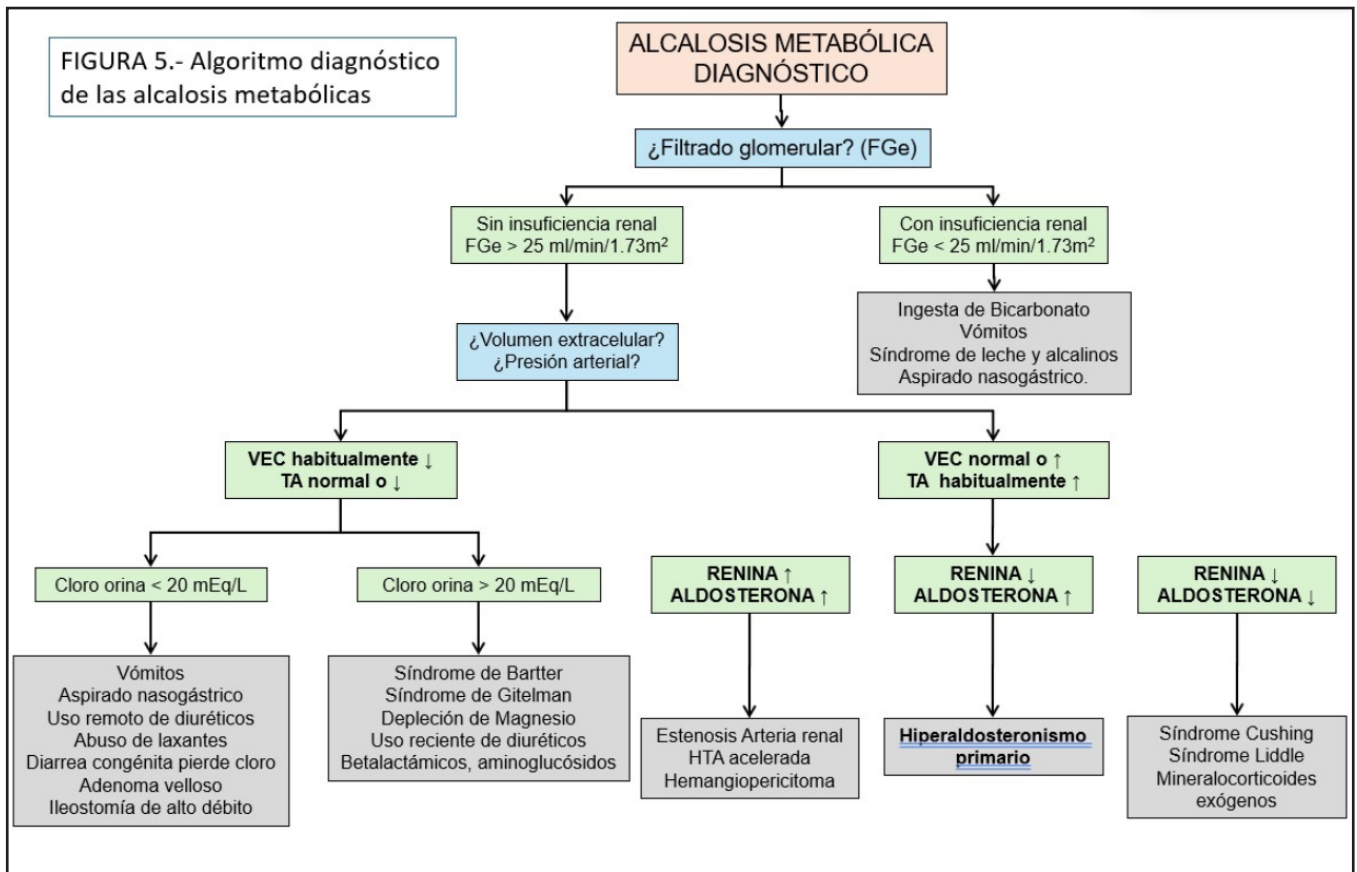 FIGURA 5.- Algoritmo diagnóstico
de las alcalosis metabólicas
ALCALOSIS METABÓLICA
DIAGNÓSTICO
¿Filtrado glomerular? (FGe)
Sin insuficiencia renal
FGe > 25 ml/min/1.73m²
Con insuficiencia renal
FGe < 25 ml/min/1.73m²
Ingesta de Bicarbonato
Vómitos
Síndrome de leche y alcalinos
Aspirado nasogástrico.
¿Volumen extracelular?
¿Presión arterial?
VEC habitualmente ↓
TA normal o ↓
VEC normal o ↑
TA habitualmente ↑
Cloro orina < 20 mEq/L
Cloro orina > 20 mEq/L
RENINA ↑
ALDOSTERONA ↑
RENINA ↓
ALDOSTERONA ↑
RENINA ↓
ALDOSTERONA ↓
Vómitos
Aspirado nasogástrico
Uso remoto de diuréticos
Abuso de laxantes
Diarrea congénita pierde cloro
Adenoma velloso
Ileostomía de alto débito
Síndrome de Bartter
Síndrome de Gitelman
Depleción de Magnesio
Uso reciente de diuréticos
Betalactámicos, aminoglucósidos
Estenosis Arteria renal
HTA acelerada
Hemangiopericitoma
Hiperaldosteronismo
primario
Síndrome Cushing
Síndrome Liddle
Mineralocorticoides
exógenos